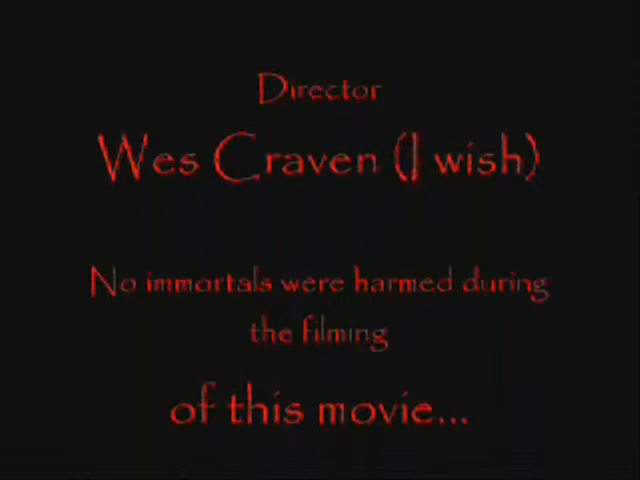 Director
Wes Craven (I wish)
No immortals were harmed during
the filming
of this movie...